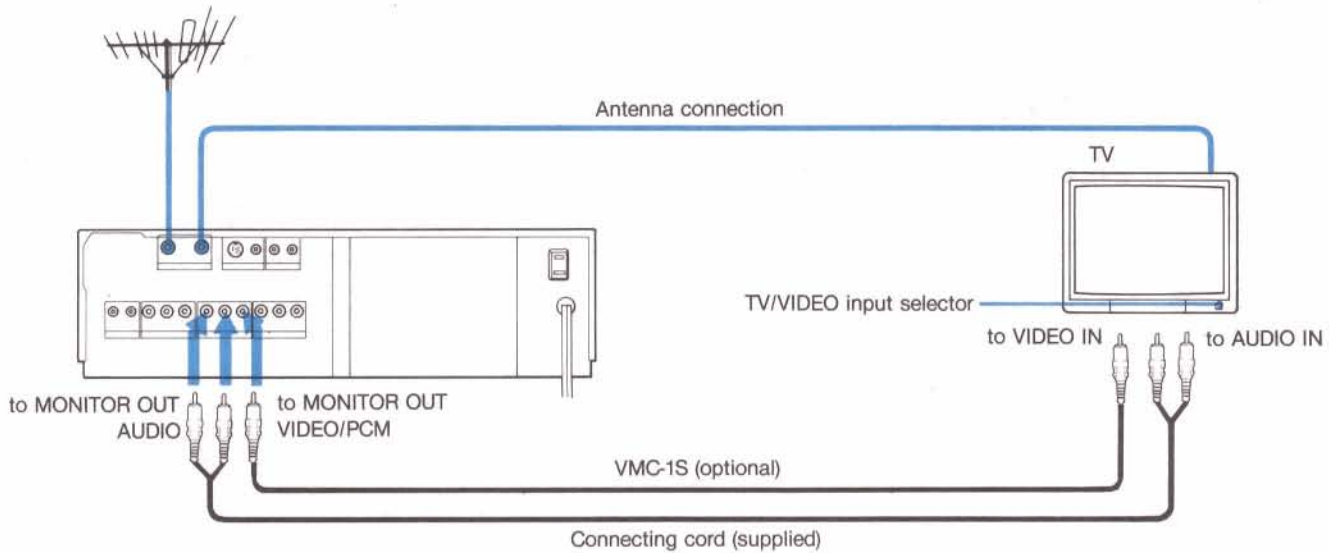 Antenna connection
TV
TV/VIDEO input selector
to VIDEO IN
to AUDIO IN
to MONITOR OUT
AUDIO
to MONITOR OUT
VIDEO/PCM
VMC-1S (optional)
Connecting cord (supplied)